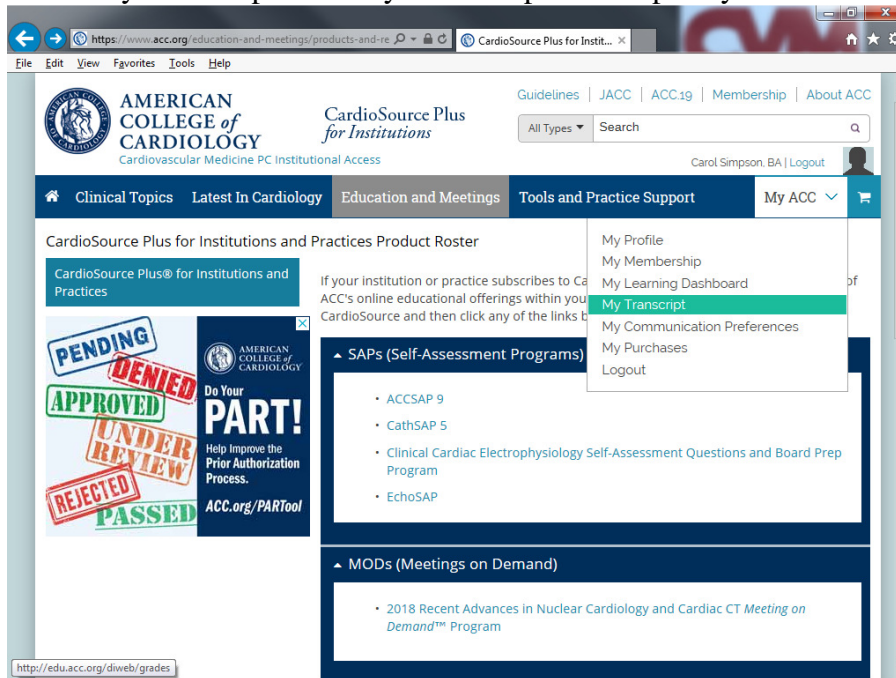 https://www.acc.org/education-and-meetings/products-and-re
CardioSource Plus for Instit...
File Edit View Favorites Tools Help
AMERICAN
COLLEGE of
CARDIOLOGY
CardioSource Plus
for Institutions
Cardiovascular Medicine PC Institutional Access
Guidelines | JACC | ACC.19 | Membership | About ACC
All Types Search
Carol Simpson, BA | Logout
Clinical Topics Latest In Cardiology Education and Meetings Tools and Practice Support My ACC
My Profile
My Membership
My Learning Dashboard
My Transcript
My Communication Preferences
My Purchases
Logout
CardioSource Plus for Institutions and Practices Product Roster
CardioSource Plus® for Institutions and
Practices
If your institution or practice subscribes to Ca of
ACC's online educational offerings within you
CardioSource and then click any of the links
PENDING
DENIED
APPROVED
UNDER
REVIEW
REJECTED
PASSED
AMERICAN
COLLEGE of
CARDIOLOGY
Do Your
PART!
Help Improve the
Prior Authorization
Process.
ACC.org/PARTool
SAPs (Self-Assessment Programs)
• ACCSAP 9
• CathSAP 5
• Clinical Cardiac Electrophysiology Self-Assessment Questions and Board Prep
Program
• EchoSAP
MODs (Meetings on Demand)
• 2018 Recent Advances in Nuclear Cardiology and Cardiac CT Meeting on
Demand™ Program
http://edu.acc.org/diweb/grades